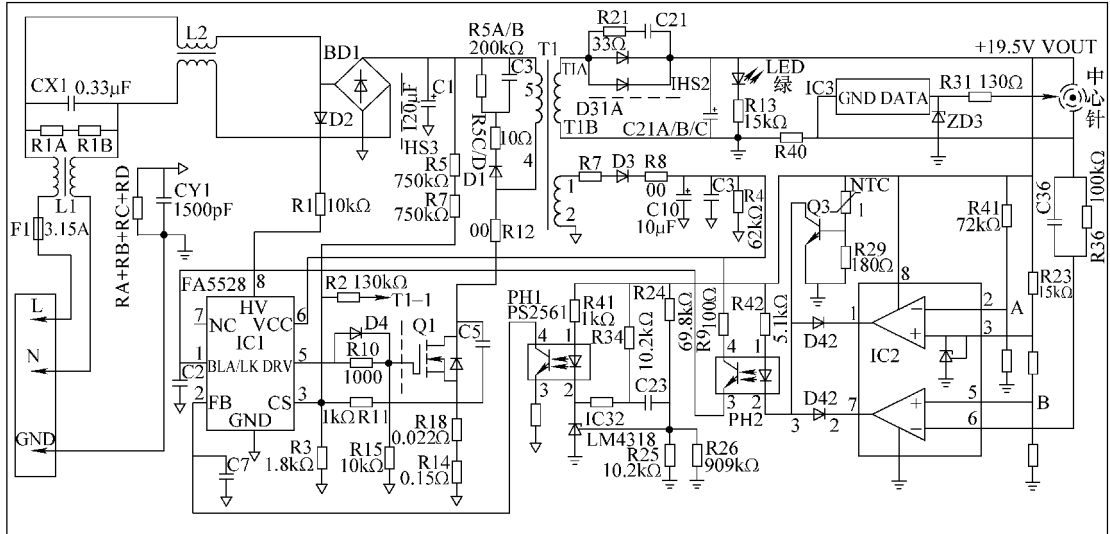 L2
BD1
R5A/B
200kΩ
T1
R21
33Ω
C21
+19.5V VOUT
中心针
CX1
0.33μF
C3
5
T1A
IHS2
LED
绿
IC3
GND DATA
R31
130Ω
R1A
R1B
D2
120μF
C1
HS3
R5C/D
10Ω
4
D31A
T1B
C21A/B/C
R13
15kΩ
R40
ZD3
L1
F1
3.15A
CY1
1500pF
RA+RB+RC+RD
R1
10kΩ
R5
750kΩ
R7
750kΩ
D1
00
R12
1
2
R7
D3
R8
00
C10
10μF
C3
R4
62kΩ
Q3
NTC
1
R29
180Ω
R41
72kΩ
C36
100kΩ
R36
R23
15kΩ
FA5528
8
HV
7
NC
VCC
6
IC1
1
BLA/LK
DRV
5
2
FB
CS
3
GND
C2
C7
R2
130kΩ
T1-1
D4
R10
1000
Q1
C5
1kΩ
R11
R18
0.022Ω
R3
1.8kΩ
R15
10kΩ
R14
0.15Ω
PH1
PS2561
4
3
1
2
R41
1kΩ
R34
10.2kΩ
R24
69.8kΩ
IC32
C23
LM4318
R25
10.2kΩ
R26
909kΩ
R9
100Ω
R42
5.1kΩ
4
1
3
2
PH2
D42
1
8
2
A
3
IC2
D42
3
2
7
5
B
6
L
N
GND